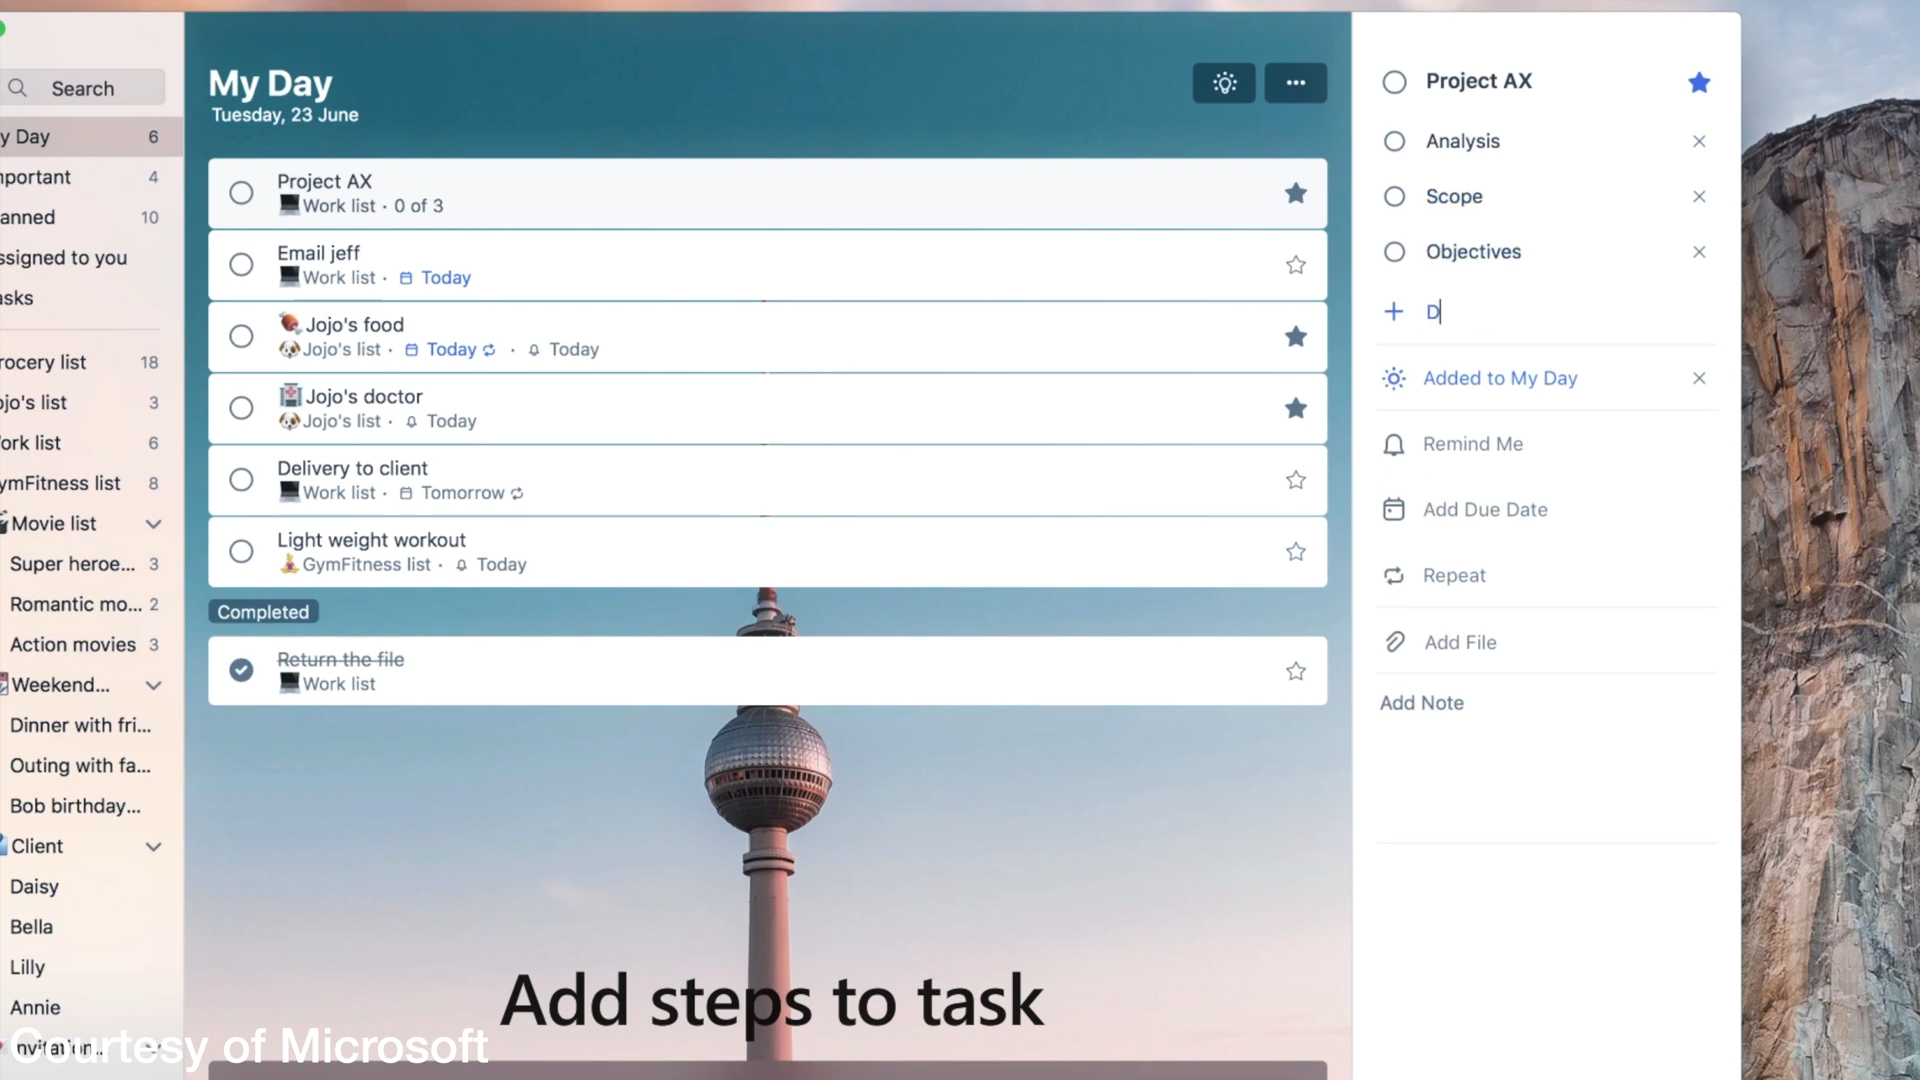 Search
y Day 6
nportant 4
anned 10
ssigned to you
asks
rocery list 18
ojo's list 3
ork list 6
ymFitness list 8
Movie list
Super heroe... 3
Romantic mo... 2
Action movies 3
Weekend...
Dinner with fri...
Outing with fa...
Bob birthday...
Client
Daisy
Bella
Lilly
Annie
My Day
Tuesday, 23 June
Project AX
Work list · 0 of 3
Email jeff
Work list · Today
Jojo's food
Jojo's list · Today · Today
Jojo's doctor
Jojo's list · Today
Delivery to client
Work list · Tomorrow
Light weight workout
GymFitness list · Today
Completed
Return the file
Work list
Project AX
Analysis
Scope
Objectives
D
Added to My Day
Remind Me
Add Due Date
Repeat
Add File
Add Note
Add steps to task
Courtesy of Microsoft